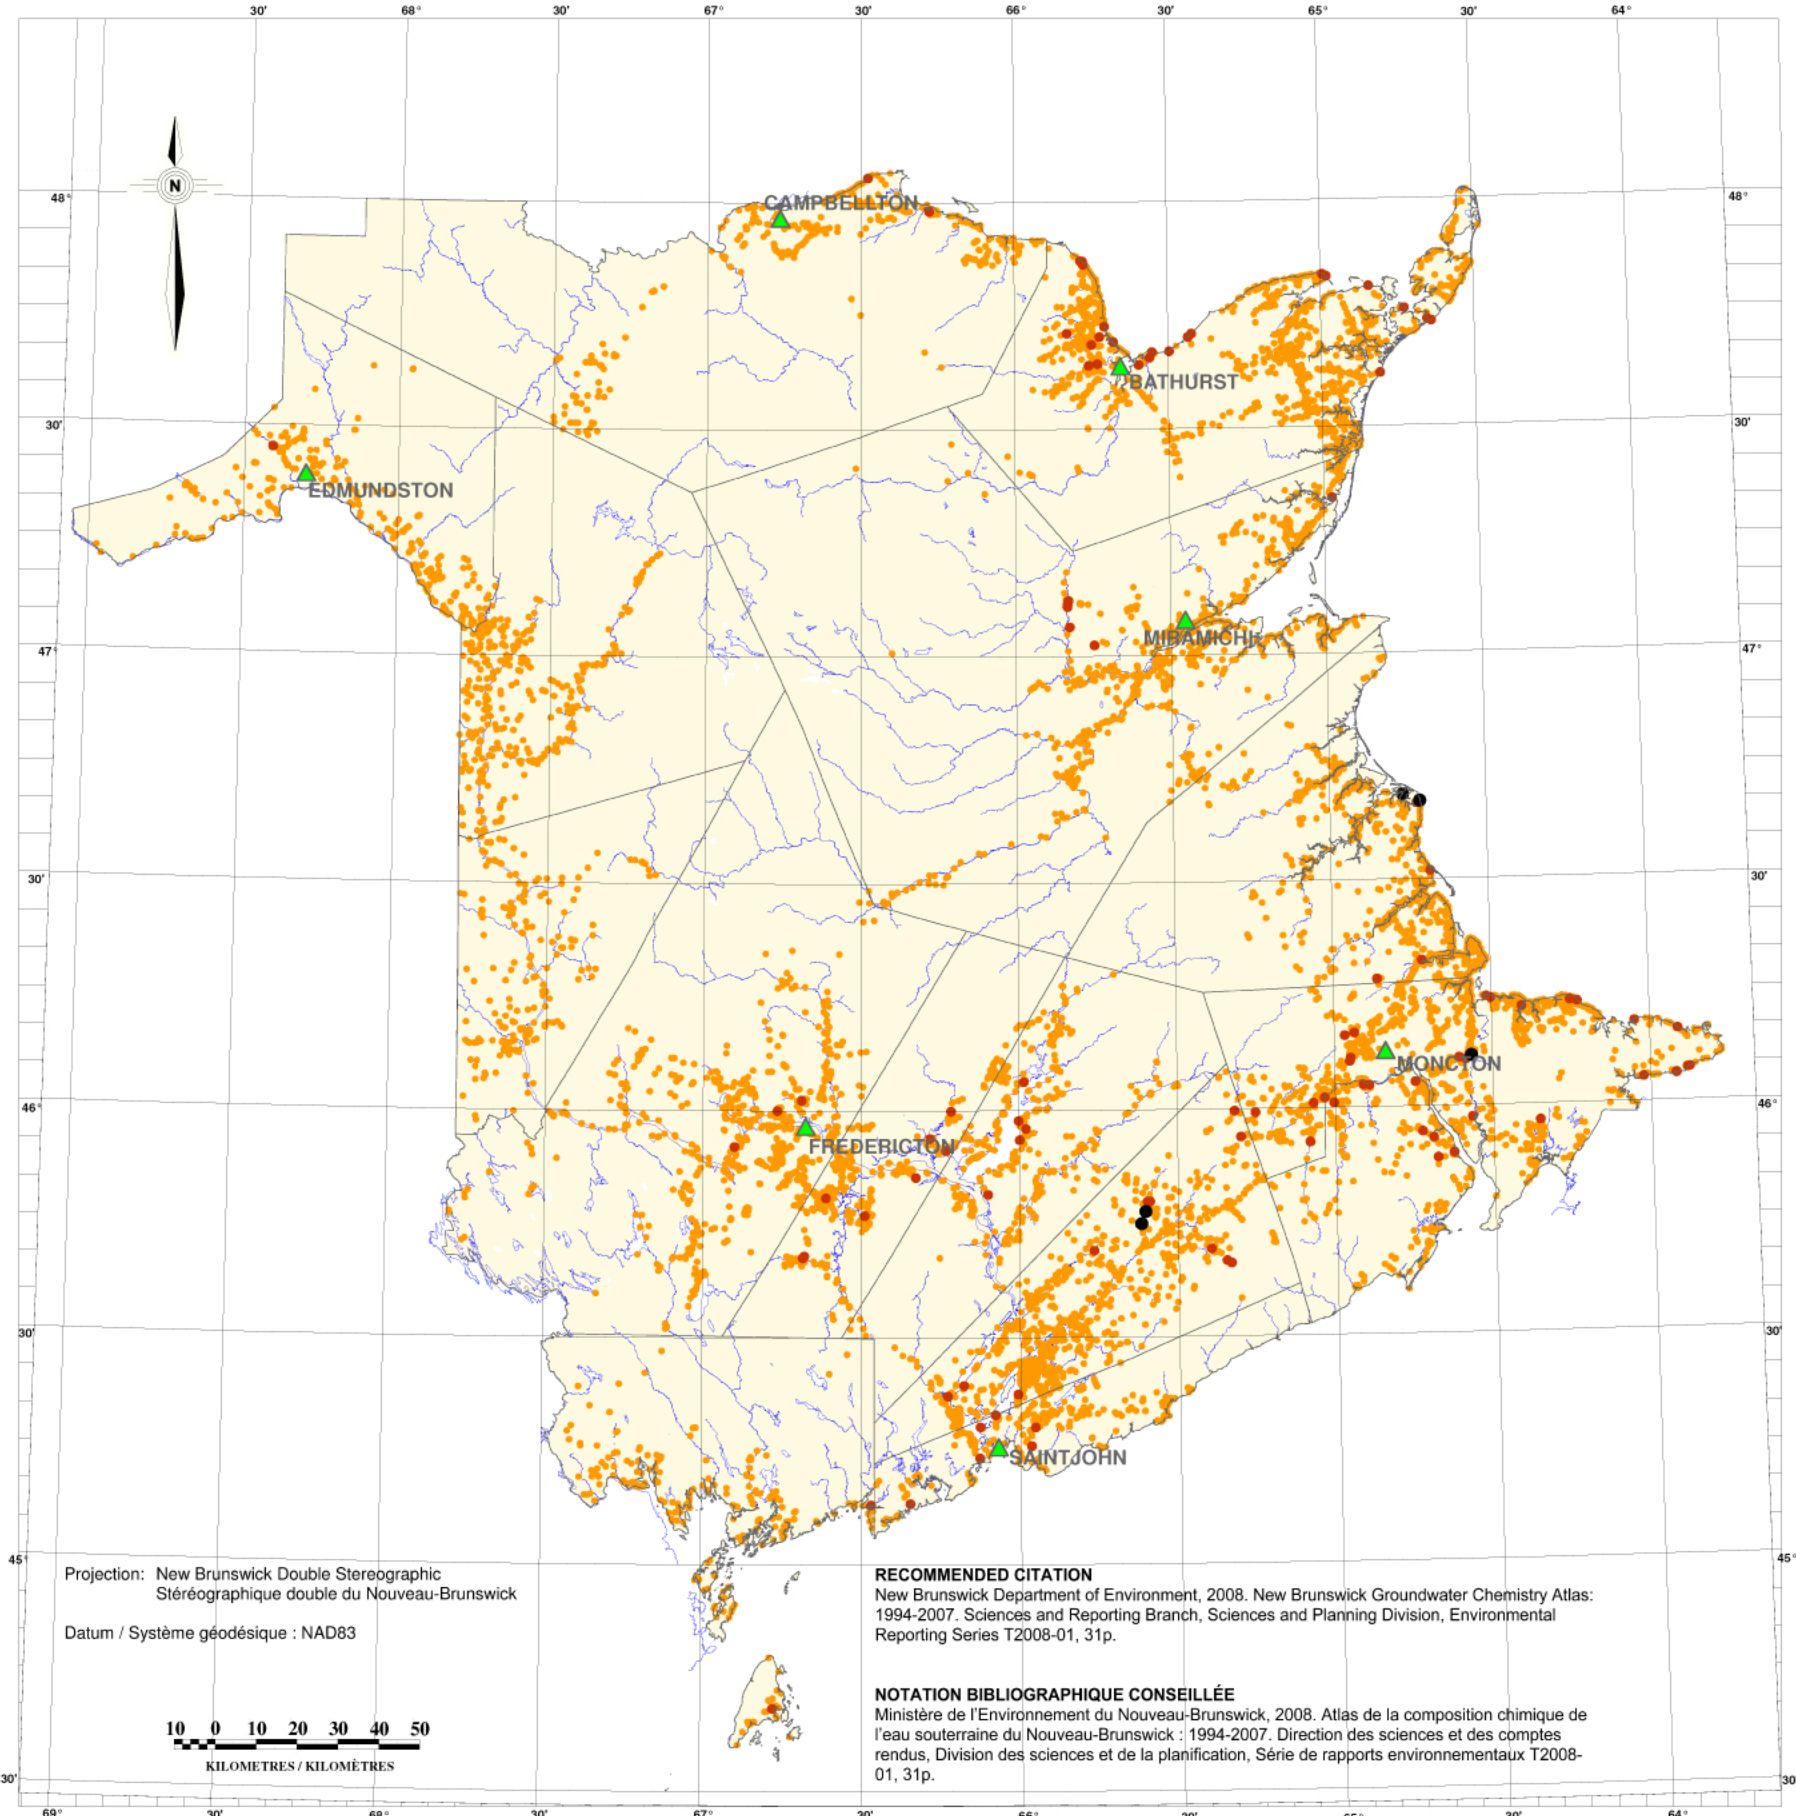 30' 68° 30' 67° 30' 66° 30' 65° 30' 64°
N
48° 48°
CAMPBELLTON
BATHURST
30' 30'
EDMUNDSTON
MIRAMICHI
47° 47°
30' 30'
MONCTON
46° 46°
FREDERICTON
30' 30'
SAINT JOHN
45° 45°
Projection: New Brunswick Double Stereographic
Stéréographique double du Nouveau-Brunswick
Datum / Système géodésique : NAD83
RECOMMENDED CITATION
New Brunswick Department of Environment, 2008. New Brunswick Groundwater Chemistry Atlas:
1994-2007. Sciences and Reporting Branch, Sciences and Planning Division, Environmental
Reporting Series T2008-01, 31p.
NOTATION BIBLIOGRAPHIQUE CONSEILLÉE
Ministère de l'Environnement du Nouveau-Brunswick, 2008. Atlas de la composition chimique de
l'eau souterraine du Nouveau-Brunswick : 1994-2007. Direction des sciences et des comptes
rendus, Division des sciences et de la planification, Série de rapports environnementaux T2008-
01, 31p.
10 0 10 20 30 40 50
KILOMETRES / KILOMÈTRES
30' 30'
69° 30' 68° 30' 67° 30' 66° 30' 65° 30' 64°